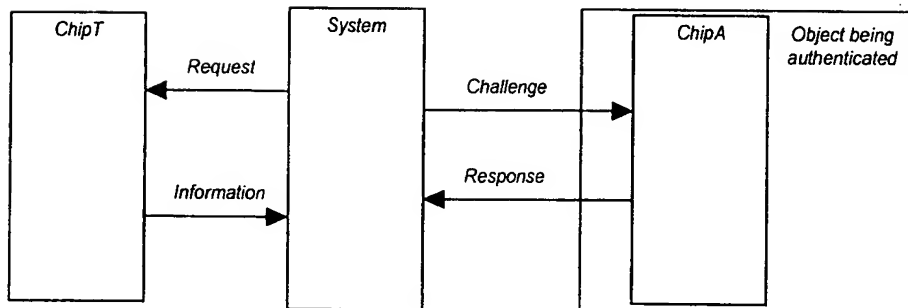 ChipT
System
ChipA
Object being
authenticated
Request
Challenge
Response
Information